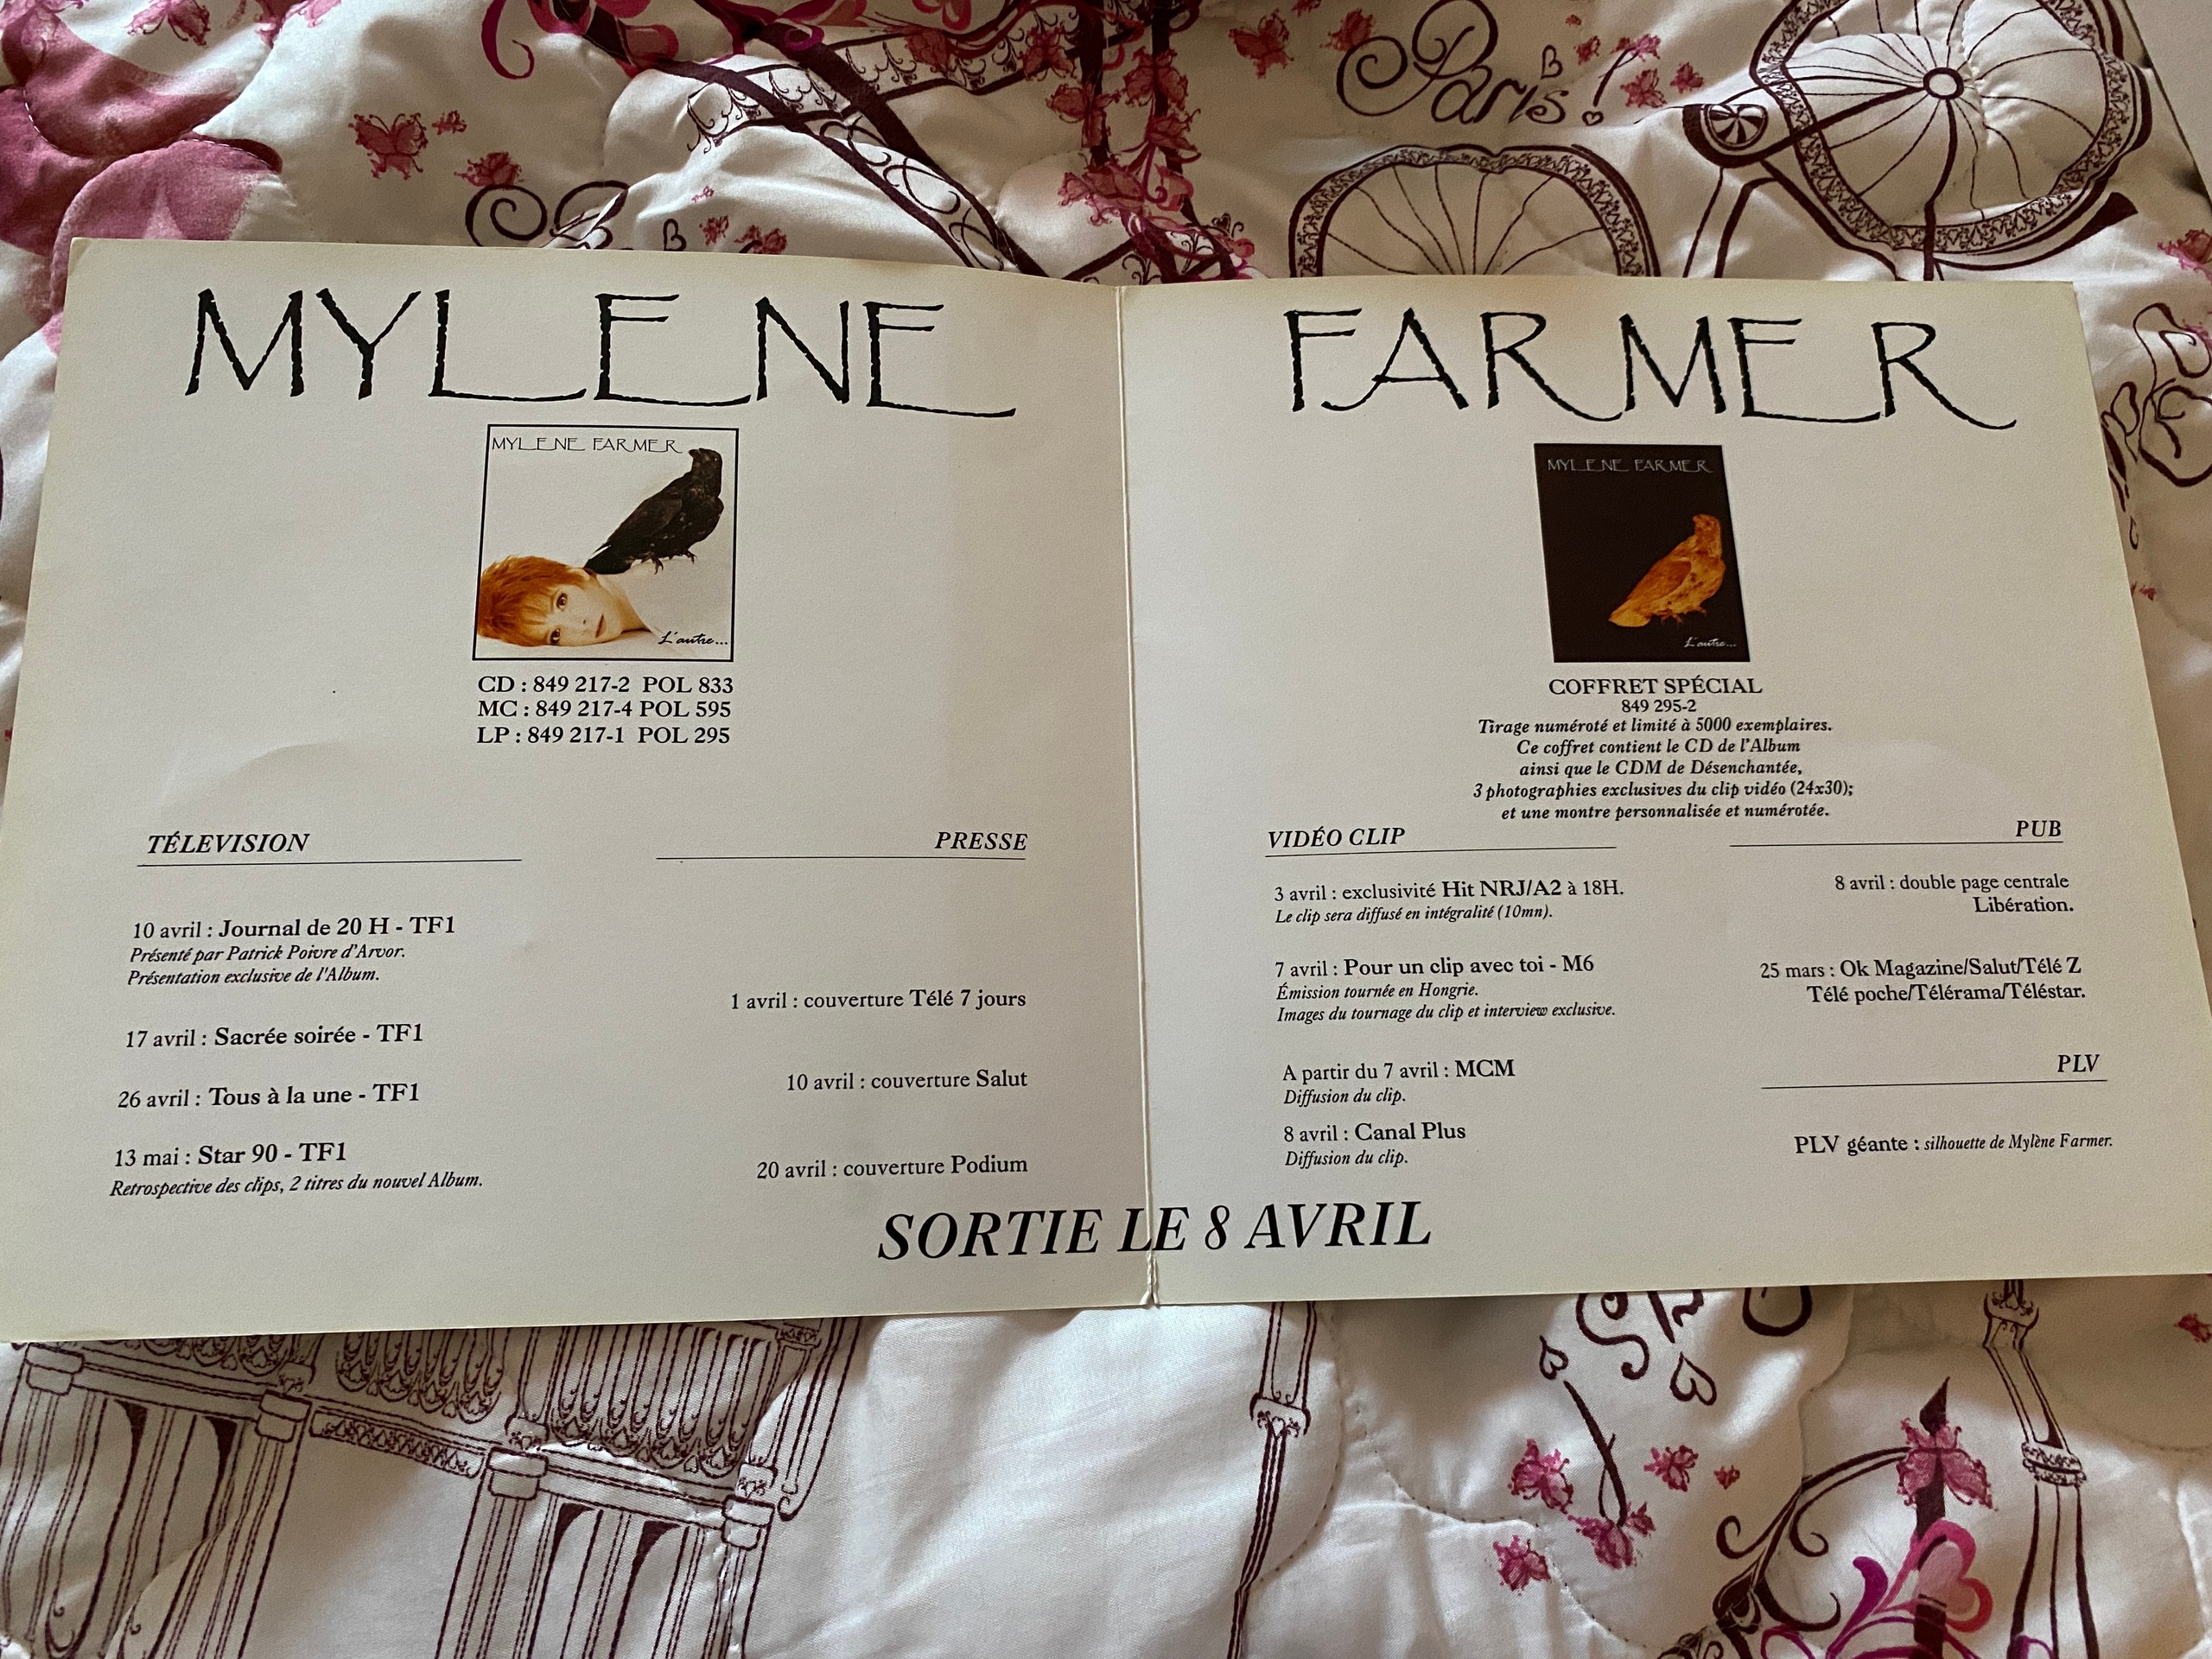 Paris!
MYLENE FARMER
MYLENE FARMER
L'autre...
CD : 849 217-2 POL 833
MC : 849 217-4 POL 595
LP : 849 217-1 POL 295
TÉLEVISION
10 avril : Journal de 20 H - TF1
Présenté par Patrick Poivre d'Arvor.
Présentation exclusive de l'Album.
17 avril : Sacrée soirée - TF1
26 avril : Tous à la une - TF1
13 mai : Star 90 - TF1
Retrospective des clips, 2 titres du nouvel Album.
PRESSE
1 avril : couverture Télé 7 jours
10 avril : couverture Salut
20 avril : couverture Podium
MYLENE FARMER
L'autre...
COFFRET SPÉCIAL
849 295-2
Tirage numéroté et limité à 5000 exemplaires.
Ce coffret contient le CD de l'Album
ainsi que le CDM de Désenchantée,
3 photographies exclusives du clip vidéo (24x30);
et une montre personnalisée et numérotée.
VIDÉO CLIP
3 avril : exclusivité Hit NRJ/A2 à 18H.
Le clip sera diffusé en intégralité (10mn).
7 avril : Pour un clip avec toi - M6
Émission tournée en Hongrie.
Images du tournage du clip et interview exclusive.
A partir du 7 avril : MCM
Diffusion du clip.
8 avril : Canal Plus
Diffusion du clip.
PUB
8 avril : double page centrale
Libération.
25 mars : Ok Magazine/Salut/Télé Z
Télé poche/Télérama/Téléstar.
PLV
PLV géante : silhouette de Mylène Farmer.
SORTIE LE 8 AVRIL